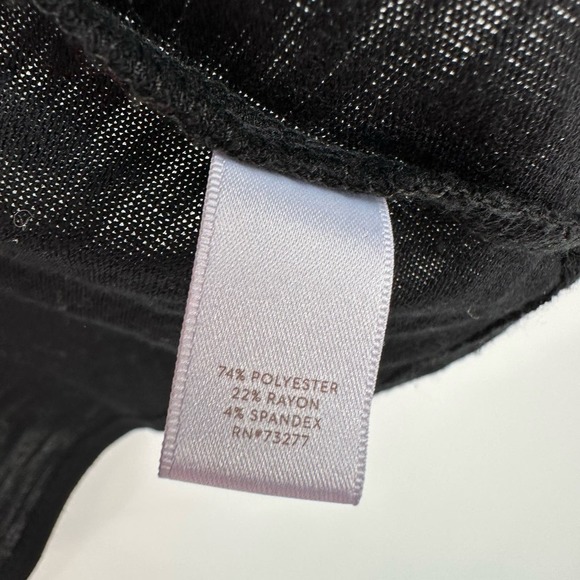 74% POLYESTER
22% RAYON
4% SPANDEX
RN#73277